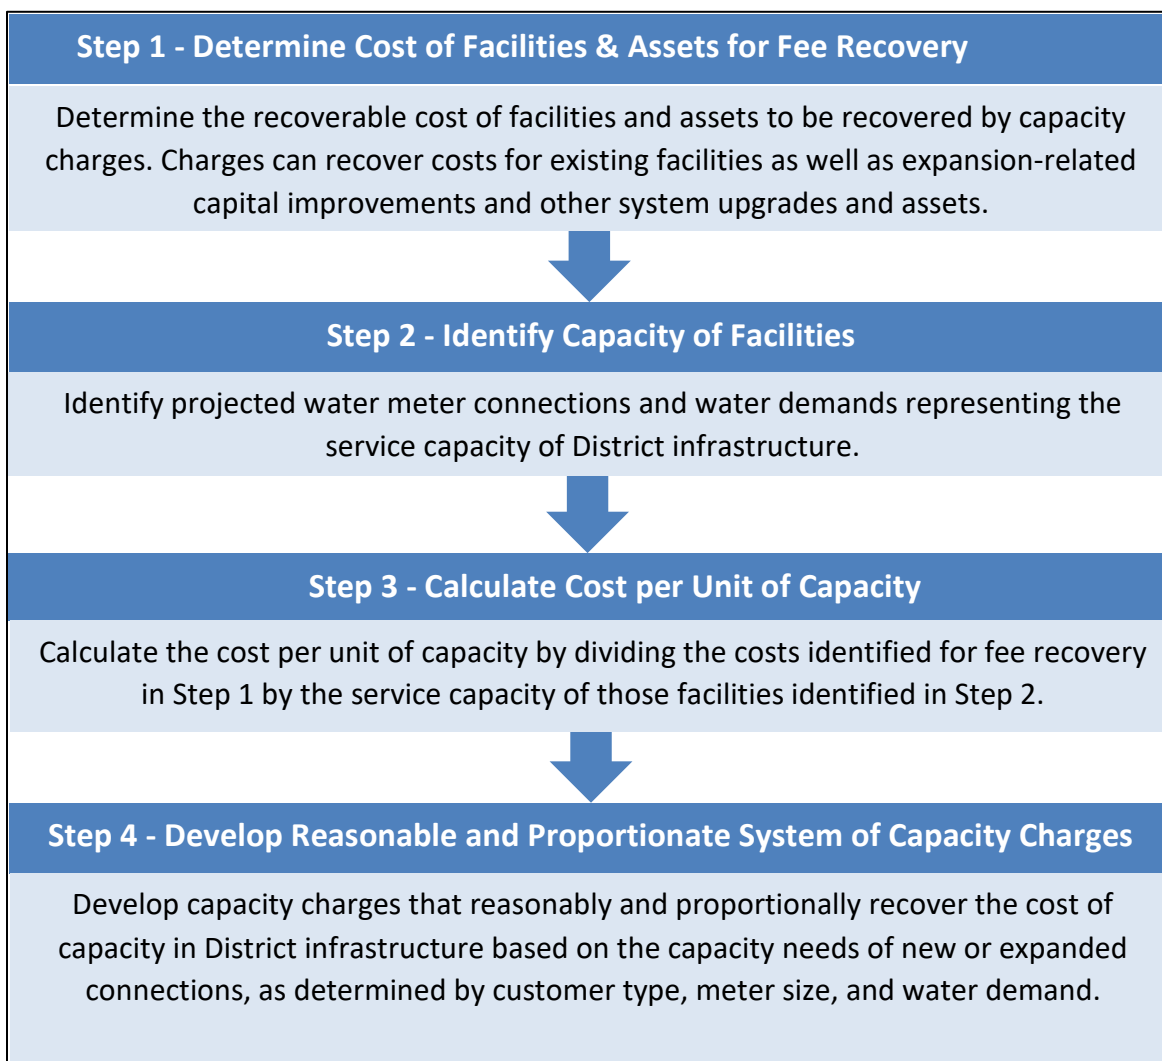 Step 1 - Determine Cost of Facilities & Assets for Fee Recovery
Determine the recoverable cost of facilities and assets to be recovered by capacity
charges. Charges can recover costs for existing facilities as well as expansion-related
capital improvements and other system upgrades and assets.
Step 2 - Identify Capacity of Facilities
Identify projected water meter connections and water demands representing the
service capacity of District infrastructure.
Step 3 - Calculate Cost per Unit of Capacity
Calculate the cost per unit of capacity by dividing the costs identified for fee recovery
in Step 1 by the service capacity of those facilities identified in Step 2.
Step 4 - Develop Reasonable and Proportionate System of Capacity Charges
Develop capacity charges that reasonably and proportionally recover the cost of
capacity in District infrastructure based on the capacity needs of new or expanded
connections, as determined by customer type, meter size, and water demand.